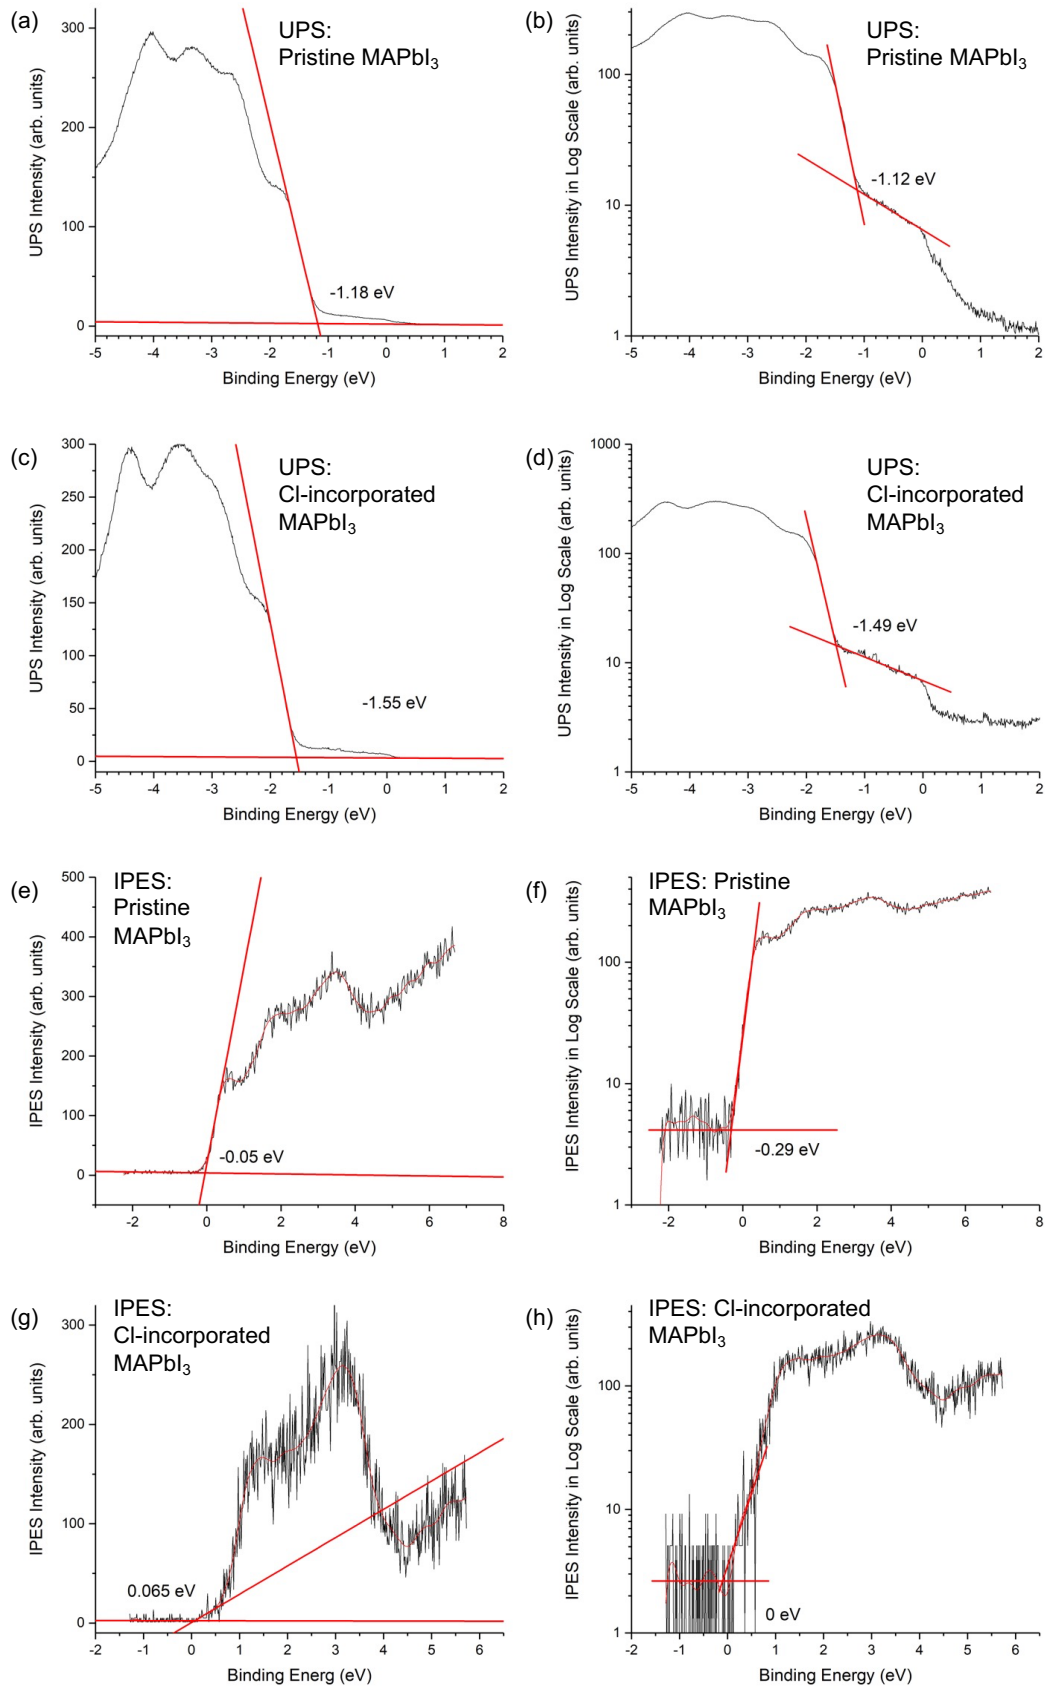 (a)
UPS:
Pristine MAPbI₃
300
200
100
0
UPS Intensity (arb. units)
-1.18 eV
-5 -4 -3 -2 -1 0 1 2
Binding Energy (eV)
(b)
UPS:
Pristine MAPbI₃
100
10
1
UPS Intensity in Log Scale (arb. units)
-1.12 eV
-5 -4 -3 -2 -1 0 1 2
Binding Energy (eV)
(c)
UPS:
Cl-incorporated
MAPbI₃
300
250
200
150
100
50
0
UPS Intensity (arb. units)
-1.55 eV
-5 -4 -3 -2 -1 0 1 2
Binding Energy (eV)
(d)
UPS:
Cl-incorporated
MAPbI₃
1000
100
10
1
UPS Intensity in Log Scale (arb. units)
-1.49 eV
-5 -4 -3 -2 -1 0 1 2
Binding Energy (eV)
(e)
IPES:
Pristine
MAPbI₃
500
400
300
200
100
0
IPES Intensity (arb. units)
-0.05 eV
-2 0 2 4 6 8
Binding Energy (eV)
(f)
IPES: Pristine
MAPbI₃
100
10
1
IPES Intensity in Log Scale (arb. units)
-0.29 eV
-2 0 2 4 6 8
Binding Energy (eV)
(g)
IPES:
Cl-incorporated
MAPbI₃
300
200
100
0
IPES Intensity (arb. units)
0.065 eV
-2 -1 0 1 2 3 4 5 6
Binding Energ (eV)
(h)
IPES: Cl-incorporated
MAPbI₃
100
10
1
IPES Intensity in Log Scale (arb. units)
0 eV
-2 -1 0 1 2 3 4 5 6
Binding Energy (eV)